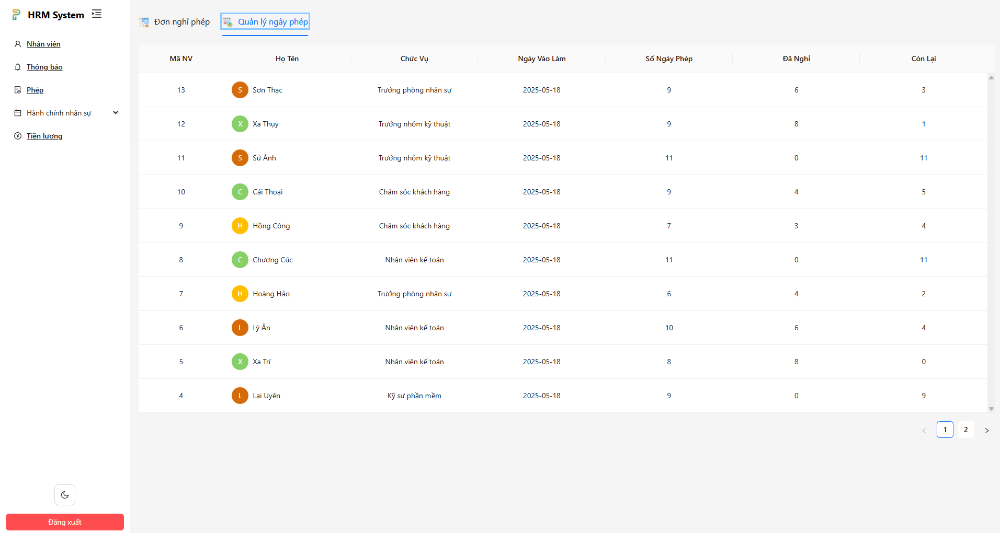 HRM System
Nhân viên
Thông báo
Phép
Hành chính nhân sự
Tiền lương
Đăng xuất
Đơn nghỉ phép Quản lý ngày phép
Mã NV Họ Tên Chức Vụ Ngày Vào Làm Số Ngày Phép Đã Nghỉ Còn Lại
13 S Sơn Thạc Trưởng phòng nhân sự 2025-05-18 9 6 3
12 X Xa Thụy Trưởng nhóm kỹ thuật 2025-05-18 9 8 1
11 S Sử Ánh Trưởng nhóm kỹ thuật 2025-05-18 11 0 11
10 C Cái Thoại Chăm sóc khách hàng 2025-05-18 9 4 5
9 H Hồng Công Chăm sóc khách hàng 2025-05-18 7 3 4
8 C Chương Cúc Nhân viên kế toán 2025-05-18 11 0 11
7 H Hoàng Hảo Trưởng phòng nhân sự 2025-05-18 6 4 2
6 L Lỳ Ân Nhân viên kế toán 2025-05-18 10 6 4
5 X Xa Trí Nhân viên kế toán 2025-05-18 8 8 0
4 L Lại Uyên Kỹ sư phần mềm 2025-05-18 9 0 9
1 2